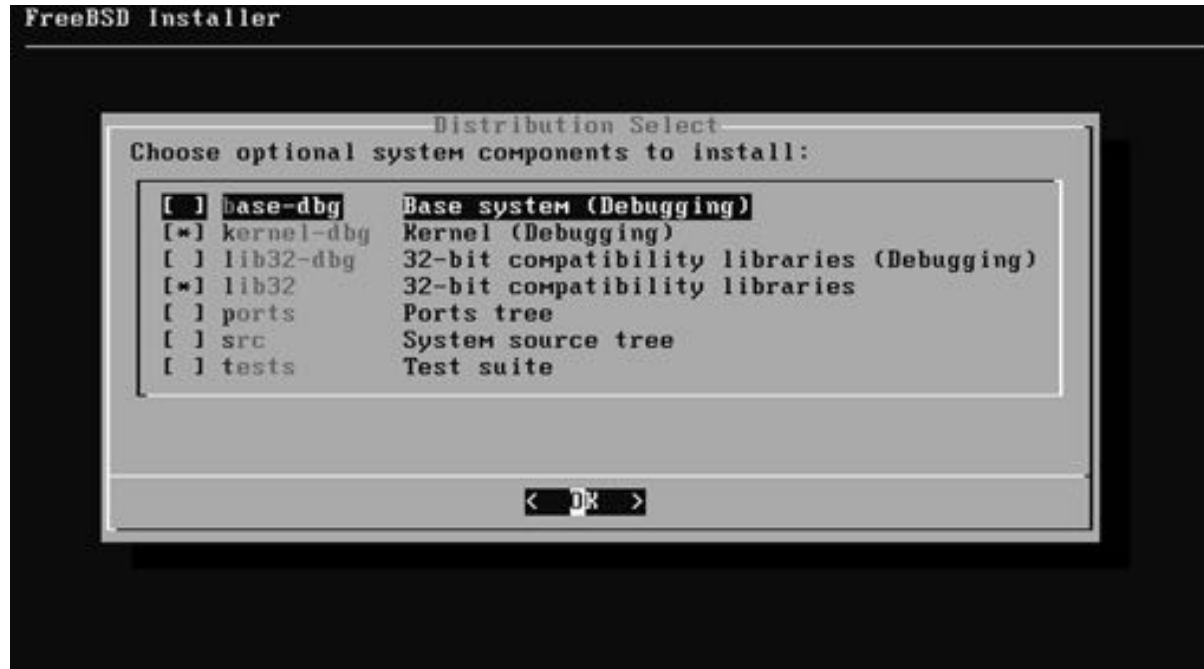 FreeBSD Installer
Distribution Select
Choose optional system components to install:
[ ] base-dbg Base system (Debugging)
[*] kernel-dbg Kernel (Debugging)
[ ] lib32-dbg 32-bit compatibility libraries (Debugging)
[*] lib32 32-bit compatibility libraries
[ ] ports Ports tree
[ ] src System source tree
[ ] tests Test suite
< OK >